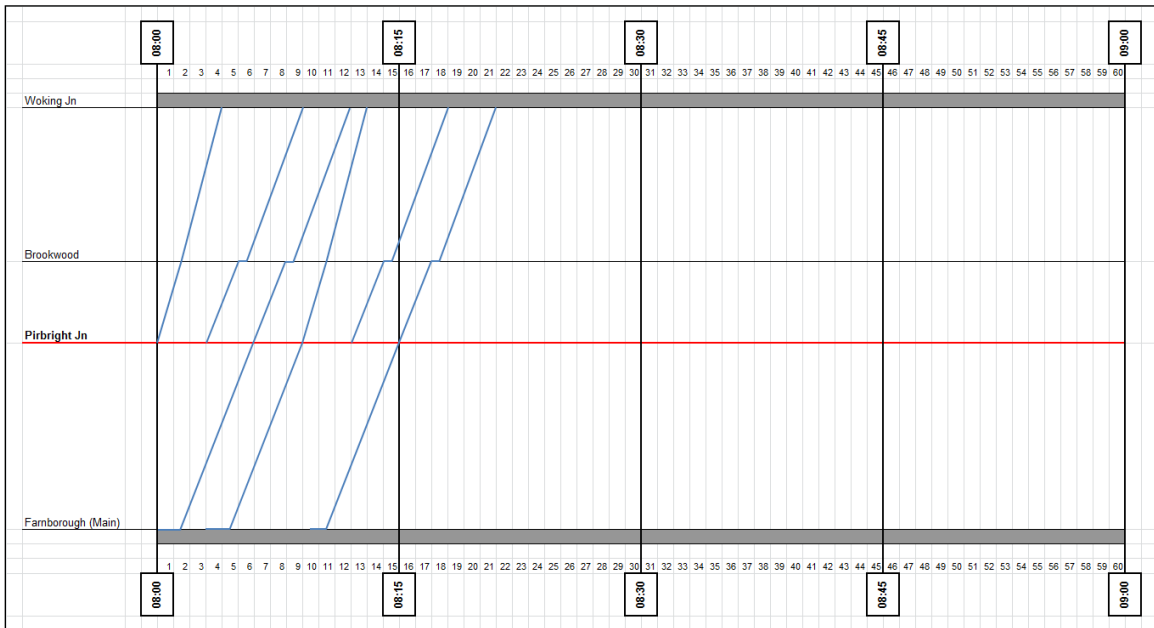 08:00 08:15 08:30 08:45 09:00
1 2 3 4 5 6 7 8 9 10 11 12 13 14 15 16 17 18 19 20 21 22 23 24 25 26 27 28 29 30 31 32 33 34 35 36 37 38 39 40 41 42 43 44 45 46 47 48 49 50 51 52 53 54 55 56 57 58 59 60
Woking Jn
Brookwood
Pirbright Jn
Farnborough (Main)
1 2 3 4 5 6 7 8 9 10 11 12 13 14 15 16 17 18 19 20 21 22 23 24 25 26 27 28 29 30 31 32 33 34 35 36 37 38 39 40 41 42 43 44 45 46 47 48 49 50 51 52 53 54 55 56 57 58 59 60
08:00 08:15 08:30 08:45 09:00